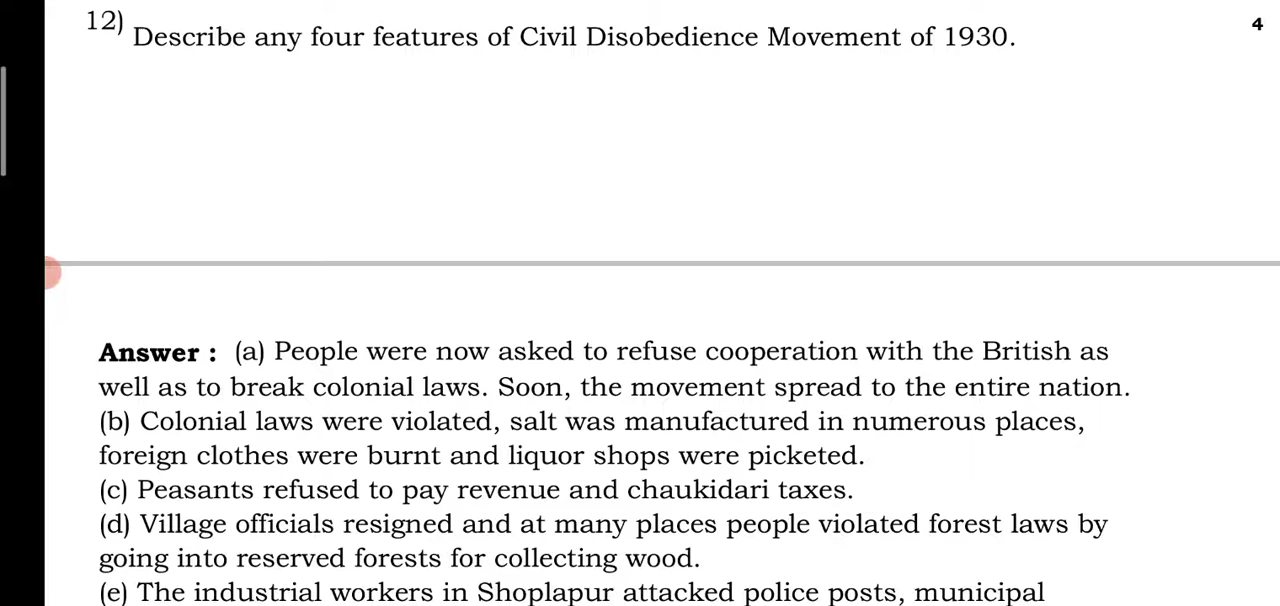 12) Describe any four features of Civil Disobedience Movement of 1930. 4
Answer : (a) People were now asked to refuse cooperation with the British as
well as to break colonial laws. Soon, the movement spread to the entire nation.
(b) Colonial laws were violated, salt was manufactured in numerous places,
foreign clothes were burnt and liquor shops were picketed.
(c) Peasants refused to pay revenue and chaukidari taxes.
(d) Village officials resigned and at many places people violated forest laws by
going into reserved forests for collecting wood.
(e) The industrial workers in Shoplapur attacked police posts, municipal